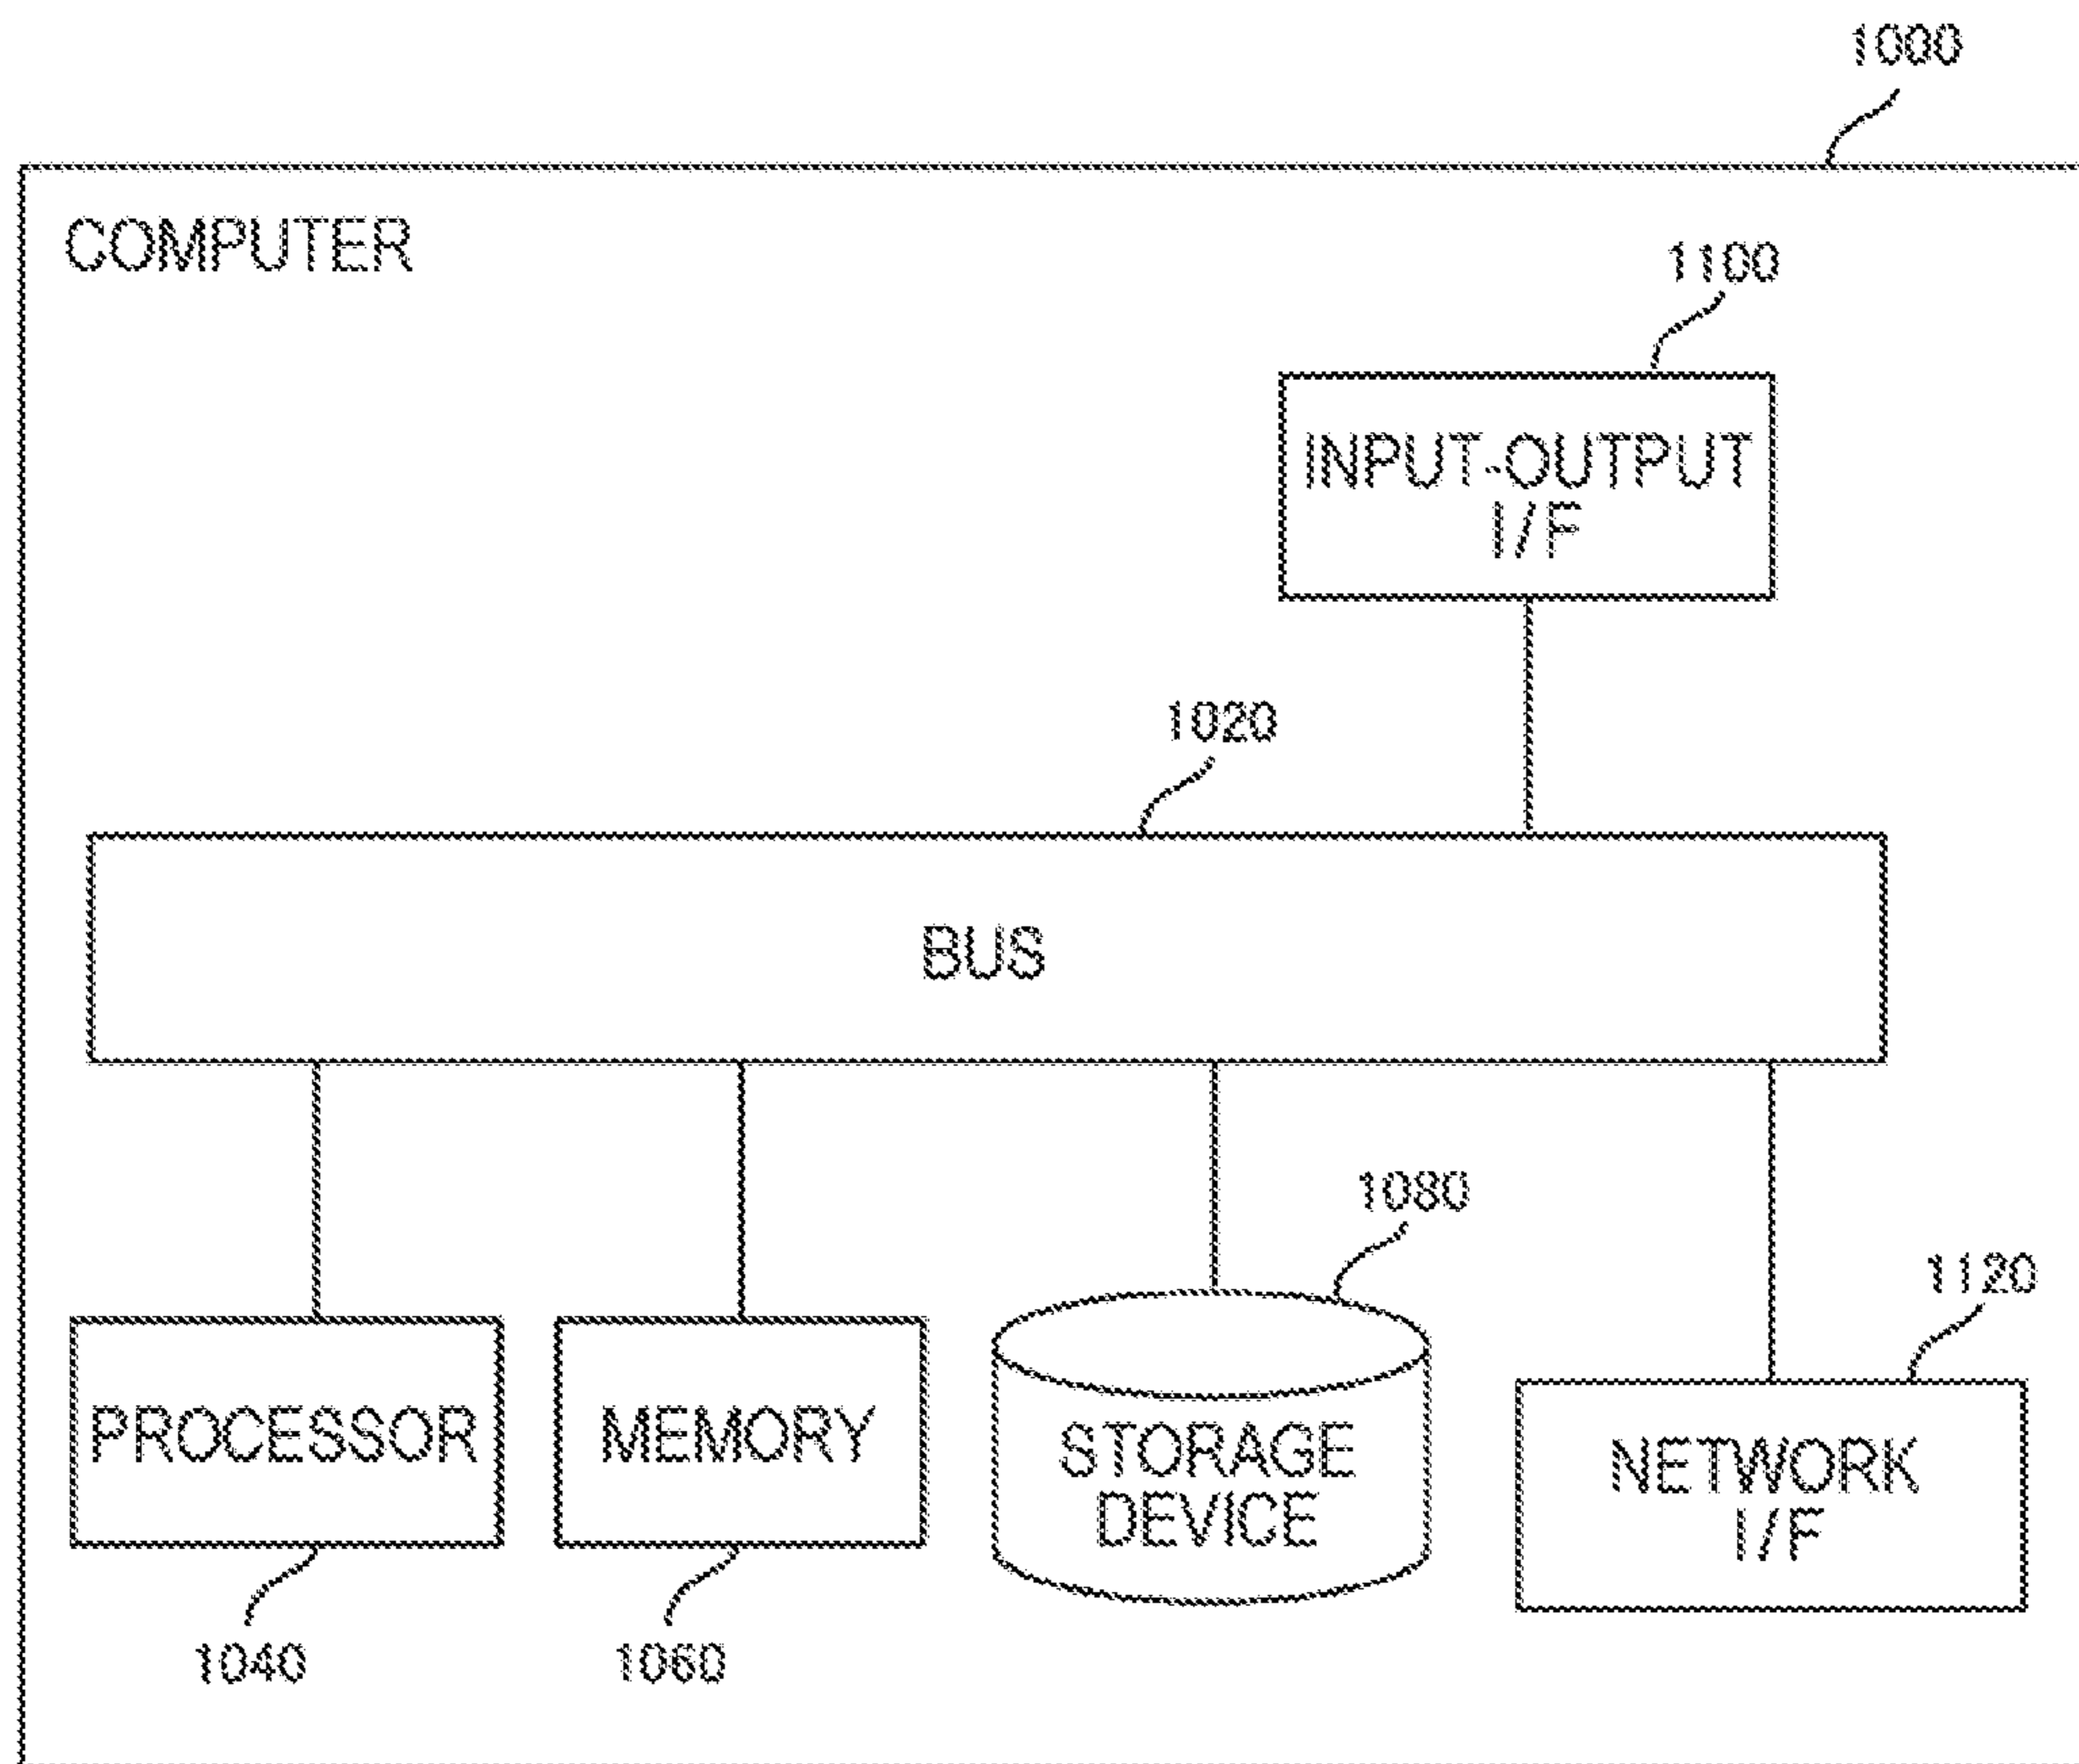 1000
COMPUTER
1100
INPUT-OUTPUT
I/F
1020
BUS
1080
1120
PROCESSOR
MEMORY
STORAGE
DEVICE
NETWORK
I/F
1040
1060